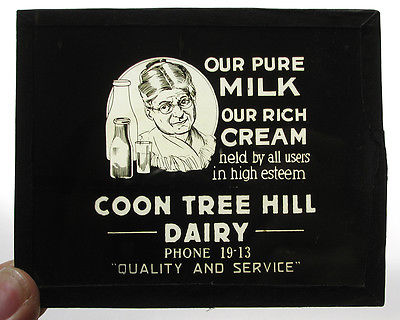 OUR PURE
MILK
OUR RICH
CREAM
held by all users
in high esteem
COON TREE HILL
DAIRY
PHONE 19-13
"QUALITY AND SERVICE"